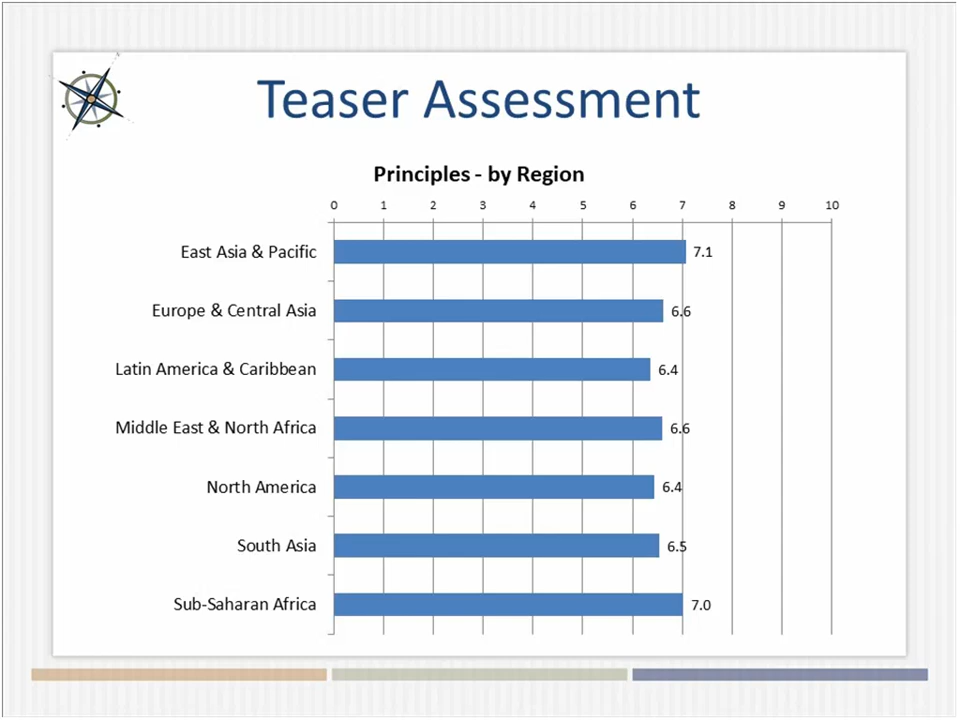 Teaser Assessment
Principles - by Region
0 1 2 3 4 5 6 7 8 9 10
East Asia & Pacific 7.1
Europe & Central Asia 6.6
Latin America & Caribbean 6.4
Middle East & North Africa 6.6
North America 6.4
South Asia 6.5
Sub-Saharan Africa 7.0